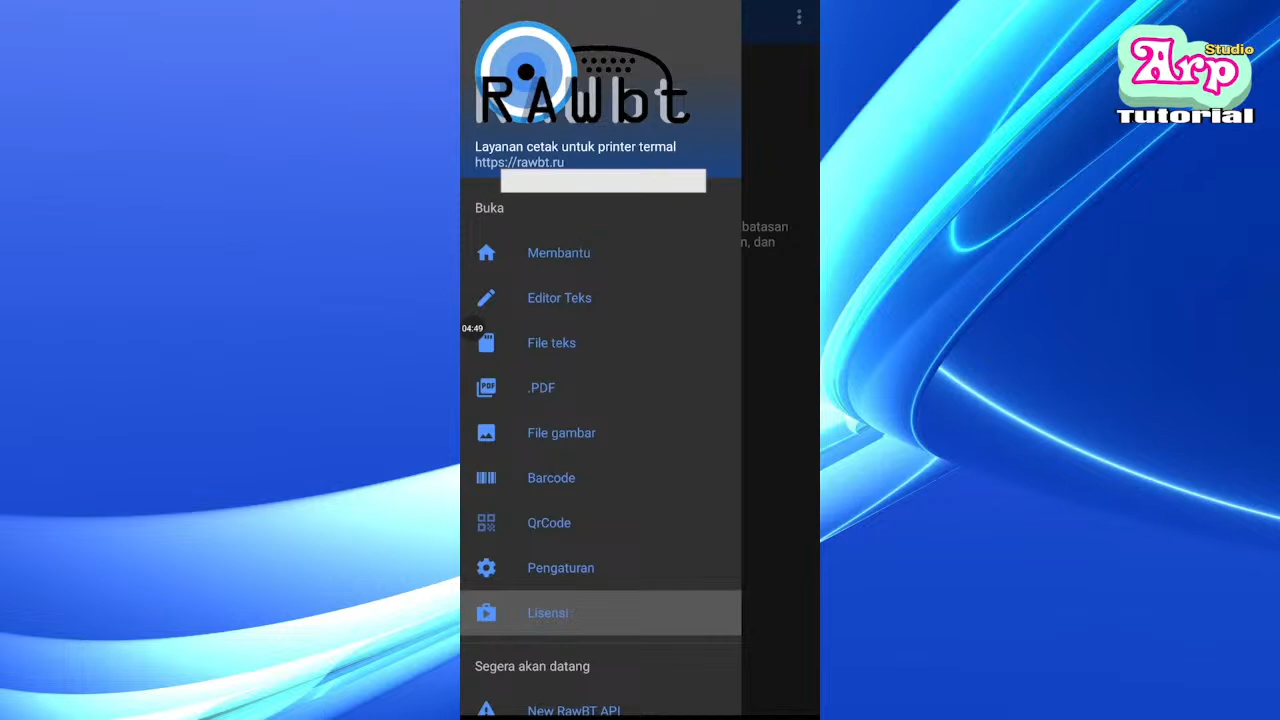 Studio
Arp
Tutorial
RAWbt
Layanan cetak untuk printer termal
https://rawbt.ru
Buka
batasan
n, dan
Membantu
Editor Teks
04:49
File teks
PDF
.PDF
File gambar
Barcode
QrCode
Pengaturan
Lisensi:
Segera akan datang
New RawBT API